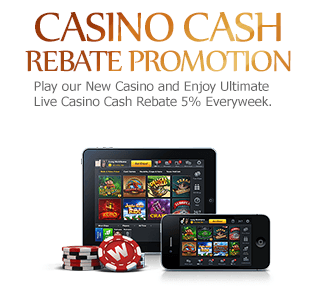 CASINO CASH
REBATE PROMOTION
Play our New Casino and Enjoy Ultimate
Live Casino Cash Rebate 5% Everyweek.
W